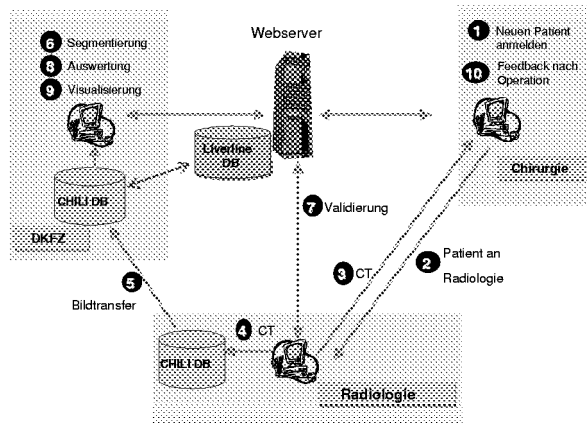 6 Segmentierung
8 Auswertung
9 Visualisierung
Webserver
1 Neuen Patient
anmelden
10 Feedback nach
Operation
Liverline
DB
CHILI DB
DKFZ
Chirurgie
7 Validierung
3 CT
2 Patient an
Radiologie
5
Bildtransfer
4 CT
CHILI DB
Radiologie